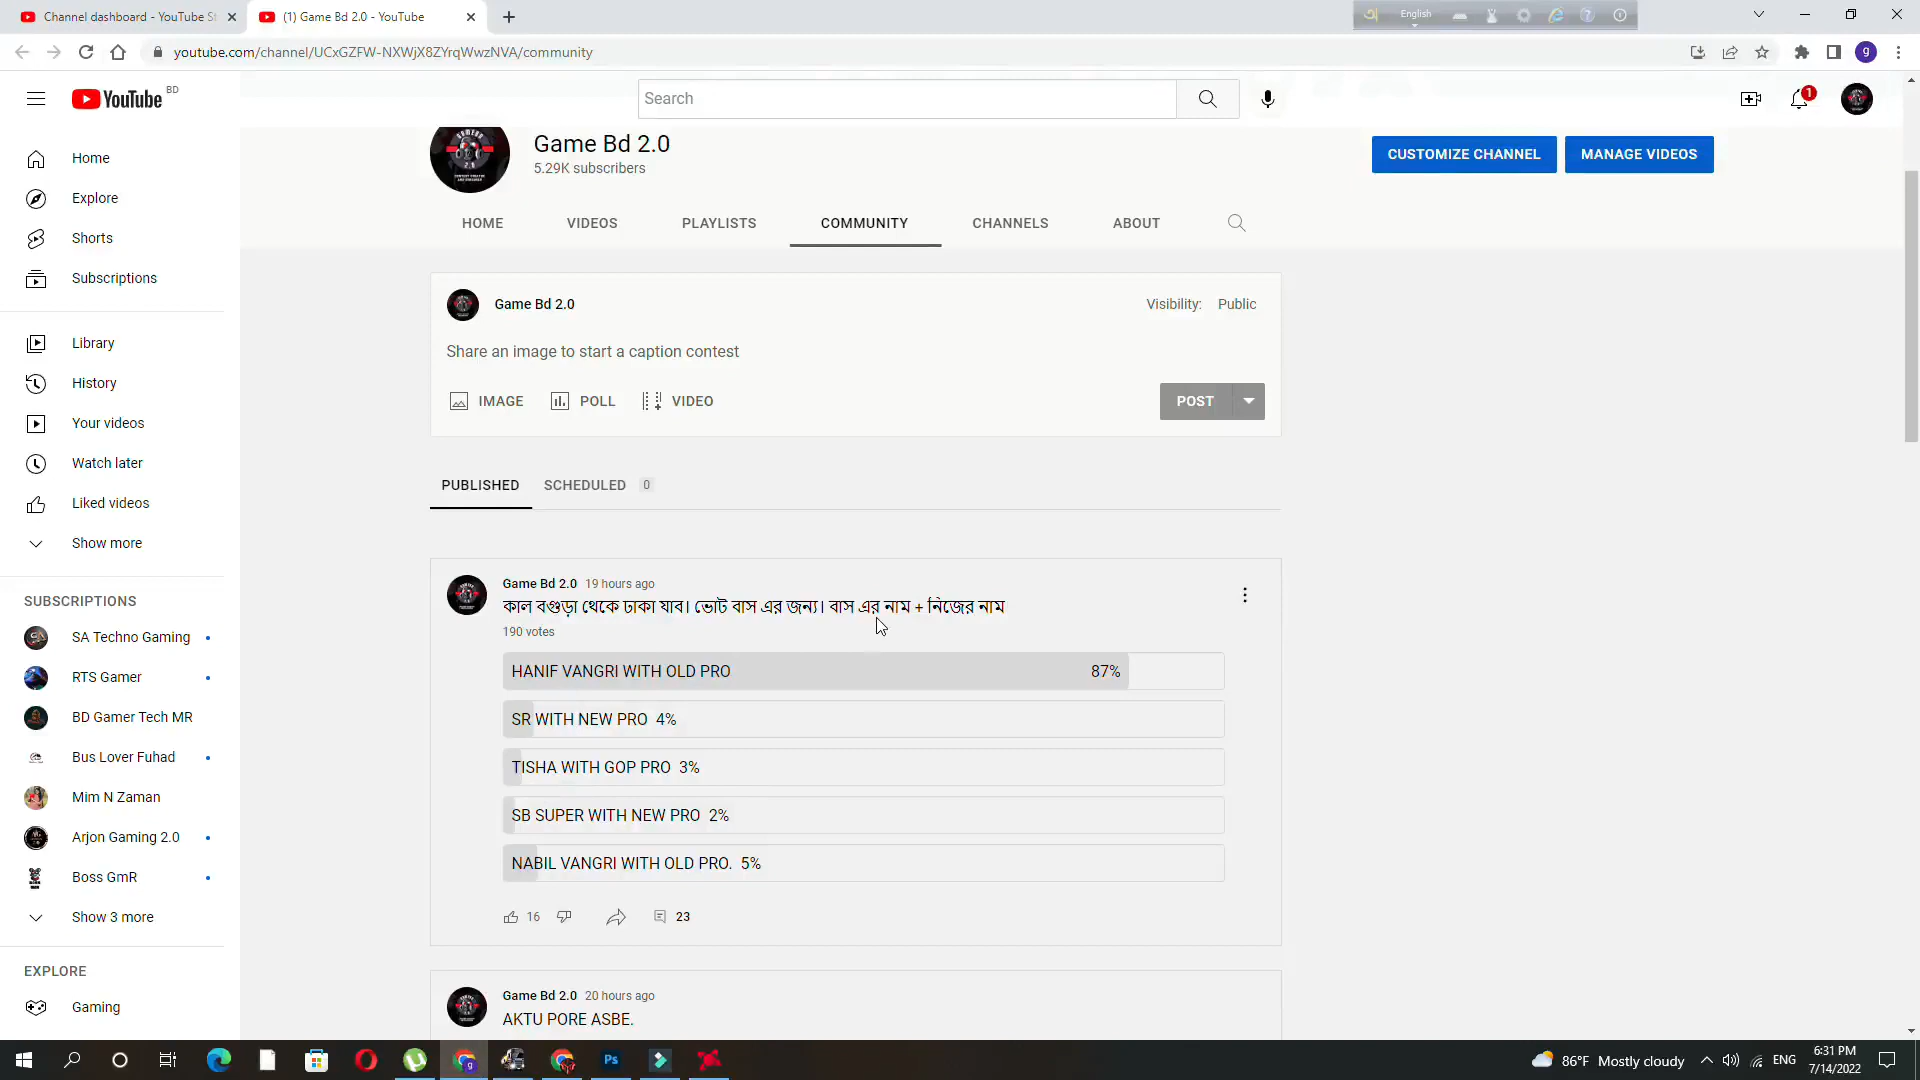 Channel dashboard - YouTube St
(1) Game Bd 2.0 - YouTube
English
youtube.com/channel/UCxGZFW-NXWjX8ZYrqWwzNVA/community
g
YouTube BD
Search
1
Game Bd 2.0
5.29K subscribers
CUSTOMIZE CHANNEL
MANAGE VIDEOS
HOME
VIDEOS
PLAYLISTS
COMMUNITY
CHANNELS
ABOUT
Home
Explore
Shorts
Subscriptions
Library
History
Your videos
Watch later
Liked videos
Show more
SUBSCRIPTIONS
SA Techno Gaming
RTS Gamer
BD Gamer Tech MR
Bus Lover Fuhad
Mim N Zaman
Arjon Gaming 2.0
Boss GmR
Show 3 more
EXPLORE
Gaming
Game Bd 2.0
Visibility: Public
Share an image to start a caption contest
IMAGE
POLL
VIDEO
POST
PUBLISHED
SCHEDULED 0
Game Bd 2.0 19 hours ago
কাল বগুড়া থেকে ঢাকা যাব। ভোট বাস এর জন্য। বাস এর নাম + নিজের নাম
190 votes
HANIF VANGRI WITH OLD PRO 87%
SR WITH NEW PRO 4%
TISHA WITH GOP PRO 3%
SB SUPER WITH NEW PRO 2%
NABIL VANGRI WITH OLD PRO. 5%
16
23
Game Bd 2.0 20 hours ago
AKTU PORE ASBE.
Ps
86°F Mostly cloudy
ENG
6:31 PM
7/14/2022